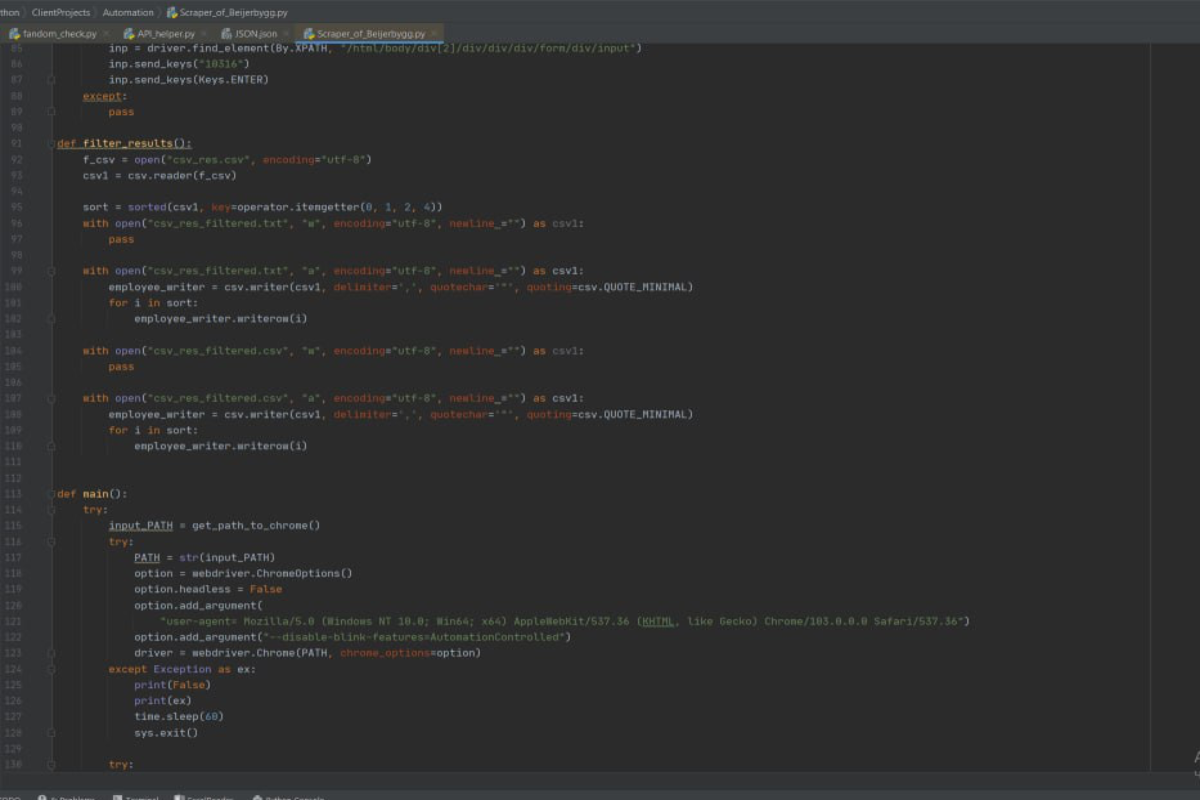 thon ClientProjects Automation Scraper_of_Beijerbygg.py
fandom_check.py API_helper.py JSON.json Scraper_of_Beijerbygg.py
85 inp = driver.find_element(By.XPATH, "/html/body/div[2]/div/div/div/form/div/input")
86 inp.send_keys("10316")
87 inp.send_keys(Keys.ENTER)
88 except:
89 pass
90
91 def filter_results():
92 f_csv = open("csv_res.csv", encoding="utf-8")
93 csv1 = csv.reader(f_csv)
94
95 sort = sorted(csv1, key=operator.itemgetter(0, 1, 2, 4))
96 with open("csv_res_filtered.txt", "w", encoding="utf-8", newline_="") as csv1:
97 pass
98
99 with open("csv_res_filtered.txt", "a", encoding="utf-8", newline_="") as csv1:
100 employee_writer = csv.writer(csv1, delimiter=',', quotechar='"', quoting=csv.QUOTE_MINIMAL)
101 for i in sort:
102 employee_writer.writerow(i)
103
104 with open("csv_res_filtered.csv", "w", encoding="utf-8", newline_="") as csv1:
105 pass
106
107 with open("csv_res_filtered.csv", "a", encoding="utf-8", newline_="") as csv1:
108 employee_writer = csv.writer(csv1, delimiter=',', quotechar='"', quoting=csv.QUOTE_MINIMAL)
109 for i in sort:
110 employee_writer.writerow(i)
111
112
113 def main():
114 try:
115 input_PATH = get_path_to_chrome()
116 try:
117 PATH = str(input_PATH)
118 option = webdriver.ChromeOptions()
119 option.headless = False
120 option.add_argument(
121 "user-agent= Mozilla/5.0 (Windows NT 10.0; Win64; x64) AppleWebKit/537.36 (KHTML, like Gecko) Chrome/103.0.0.0 Safari/537.36")
122 option.add_argument("--disable-blink-features=AutomationControlled")
123 driver = webdriver.Chrome(PATH, chrome_options=option)
124 except Exception as ex:
125 print(False)
126 print(ex)
127 time.sleep(60)
128 sys.exit()
129
130 try: